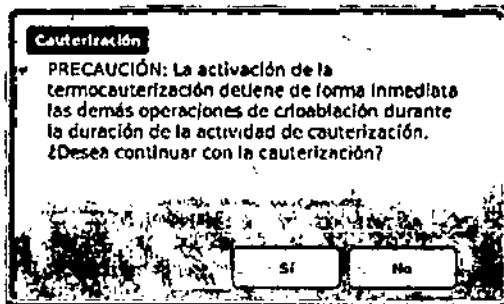 Cauterización
PRECAUCIÓN: La activación de la
termocauterización detiene de forma inmediata
las demás operaciones de crioablación durante
la duración de la actividad de cauterización.
¿Desea continuar con la cauterización?
Sí
No